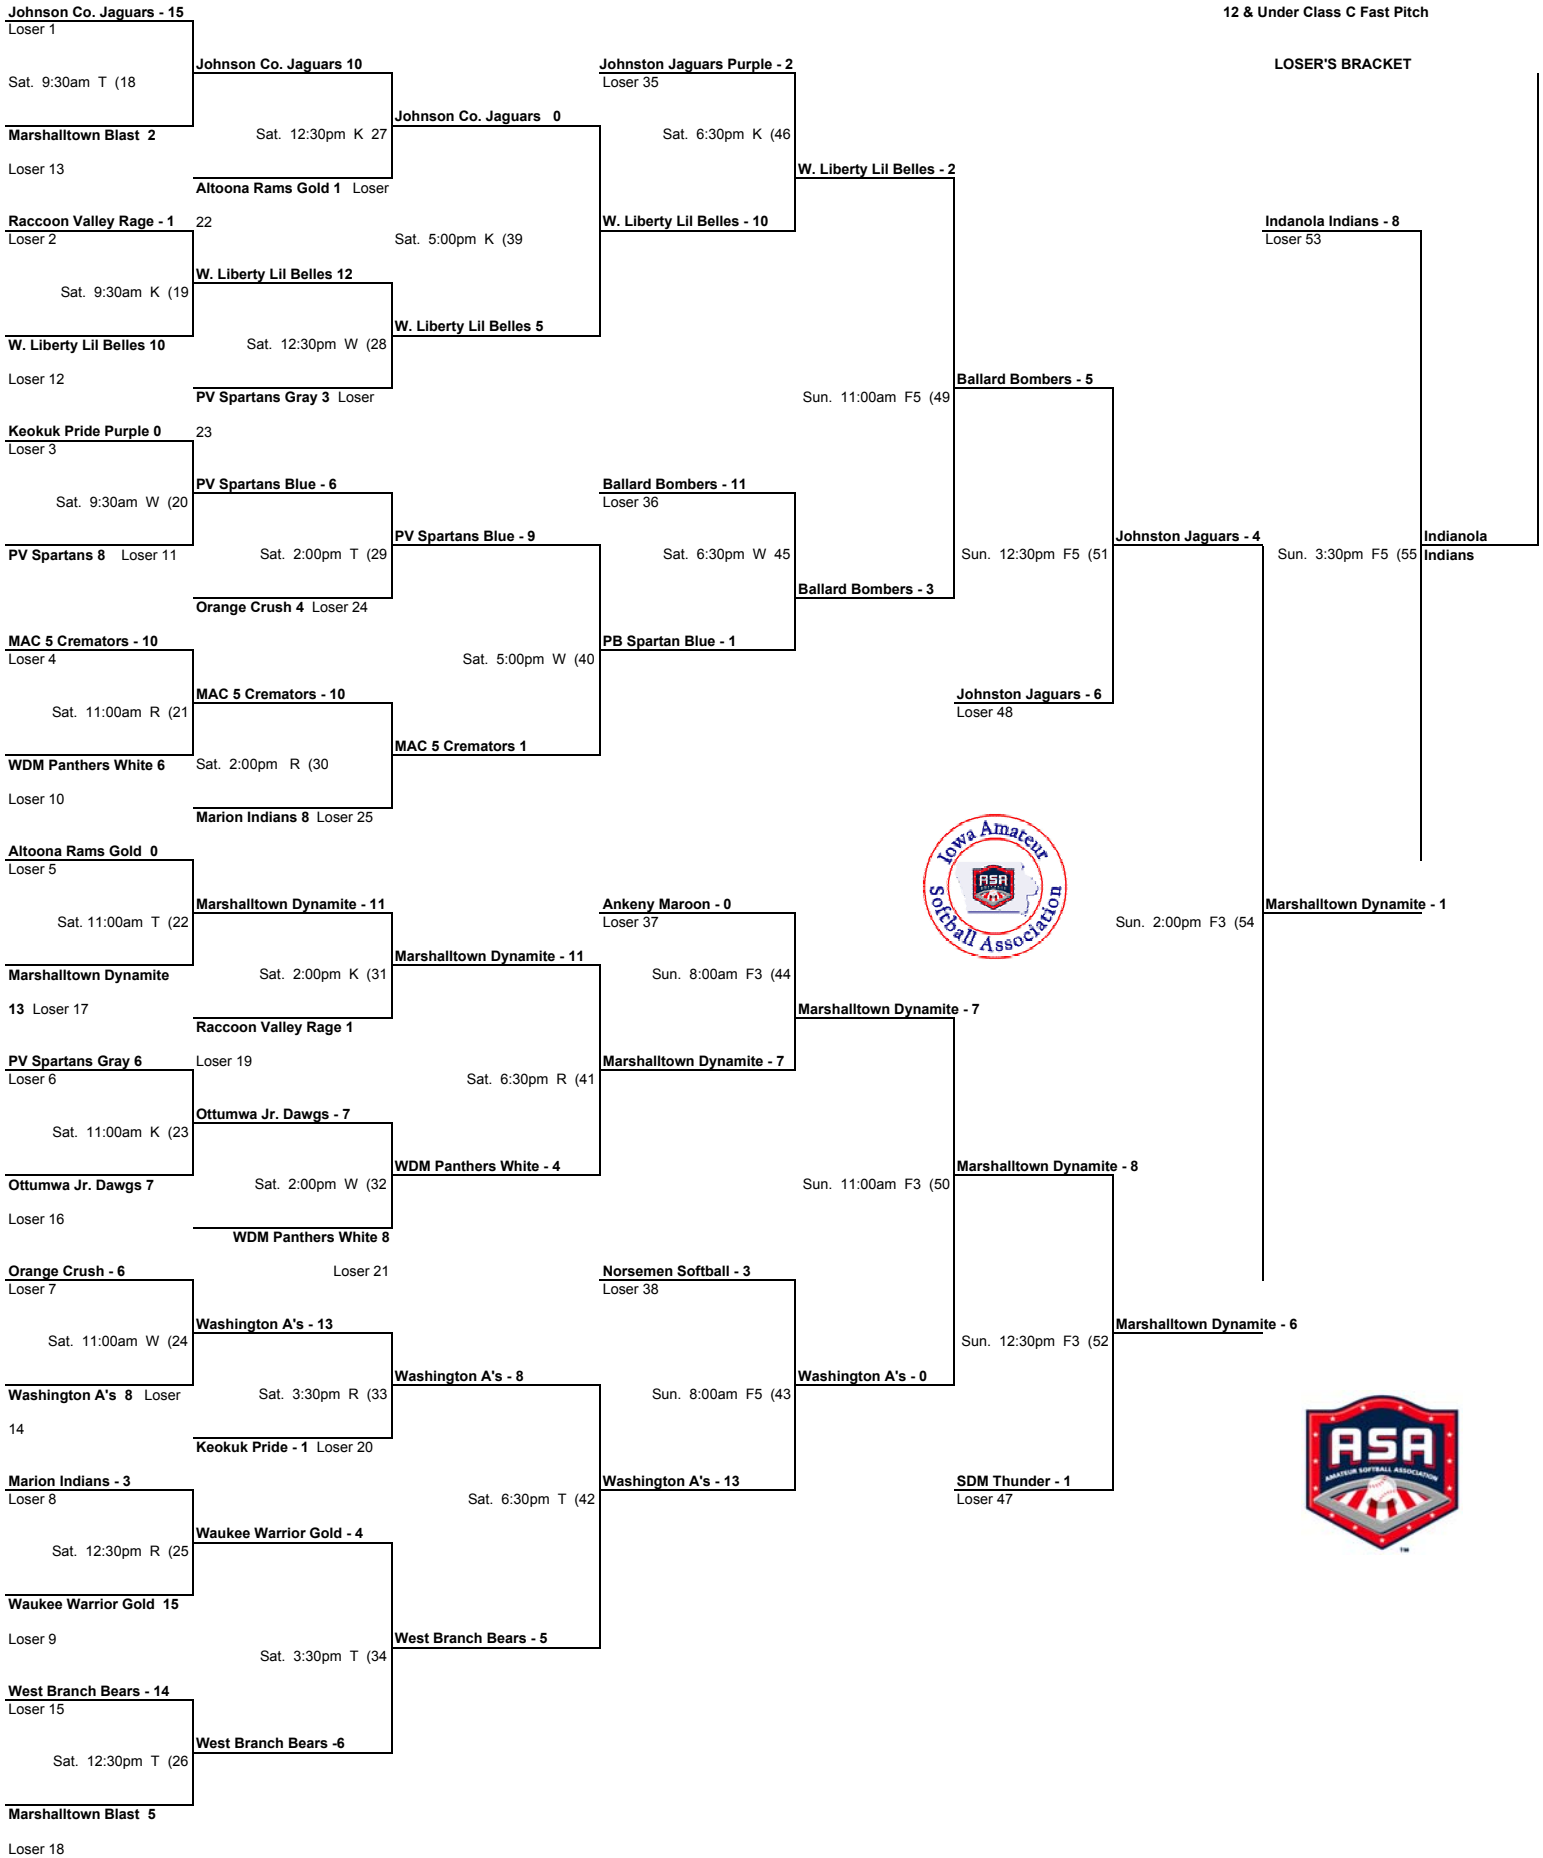 Johnson Co. Jaguars - 15
12 & Under Class C Fast Pitch
Loser 1
Johnson Co. Jaguars 10
Johnston Jaguars Purple - 2
LOSER'S BRACKET
Sat. 9:30am T (18
Loser 35
Johnson Co. Jaguars 0
Marshalltown Blast 2
Sat. 12:30pm K 27
Sat. 6:30pm K (46
Loser 13
W. Liberty Lil Belles - 2
Altoona Rams Gold 1 Loser
Raccoon Valley Rage - 1
22
W. Liberty Lil Belles - 10
Indanola Indians - 8
Loser 2
Sat. 5:00pm K (39
Loser 53
W. Liberty Lil Belles 12
Sat. 9:30am K (19
W. Liberty Lil Belles 5
W. Liberty Lil Belles 10
Sat. 12:30pm W (28
Loser 12
Ballard Bombers - 5
PV Spartans Gray 3 Loser
Sun. 11:00am F5 (49
Keokuk Pride Purple 0
23
Loser 3
PV Spartans Blue - 6
Ballard Bombers - 11
Sat. 9:30am W (20
Loser 36
PV Spartans Blue - 9
Johnston Jaguars - 4
Indianola
PV Spartans 8 Loser 11
Sat. 2:00pm T (29
Sat. 6:30pm W 45
Sun. 12:30pm F5 (51
Sun. 3:30pm F5 (55
Indians
Ballard Bombers - 3
Orange Crush 4 Loser 24
MAC 5 Cremators - 10
PB Spartan Blue - 1
Loser 4
Sat. 5:00pm W (40
MAC 5 Cremators - 10
Johnston Jaguars - 6
Sat. 11:00am R (21
Loser 48
MAC 5 Cremators 1
WDM Panthers White 6
Sat. 2:00pm R (30
Loser 10
Marion Indians 8 Loser 25
Iowa Amateur
Softball Association
ASA
Altoona Rams Gold 0
Loser 5
Marshalltown Dynamite - 11
Ankeny Maroon - 0
Marshalltown Dynamite - 1
Sat. 11:00am T (22
Loser 37
Sun. 2:00pm F3 (54
Marshalltown Dynamite - 11
Marshalltown Dynamite
Sat. 2:00pm K (31
Sun. 8:00am F3 (44
13 Loser 17
Marshalltown Dynamite - 7
Raccoon Valley Rage 1
PV Spartans Gray 6
Loser 19
Marshalltown Dynamite - 7
Loser 6
Sat. 6:30pm R (41
Ottumwa Jr. Dawgs - 7
Sat. 11:00am K (23
WDM Panthers White - 4
Marshalltown Dynamite - 8
Ottumwa Jr. Dawgs 7
Sat. 2:00pm W (32
Sun. 11:00am F3 (50
Loser 16
WDM Panthers White 8
Orange Crush - 6
Loser 21
Norsemen Softball - 3
Loser 7
Loser 38
Washington A's - 13
Marshalltown Dynamite - 6
Sat. 11:00am W (24
Sun. 12:30pm F3 (52
Washington A's - 8
Washington A's - 0
Washington A's 8 Loser
Sat. 3:30pm R (33
Sun. 8:00am F5 (43
14
Keokuk Pride - 1 Loser 20
ASA
AMATEUR SOFTBALL ASSOCIATION
TM
Marion Indians - 3
Washington A's - 13
SDM Thunder - 1
Loser 8
Sat. 6:30pm T (42
Loser 47
Waukee Warrior Gold - 4
Sat. 12:30pm R (25
Waukee Warrior Gold 15
Loser 9
West Branch Bears - 5
Sat. 3:30pm T (34
West Branch Bears - 14
Loser 15
West Branch Bears -6
Sat. 12:30pm T (26
Marshalltown Blast 5
Loser 18